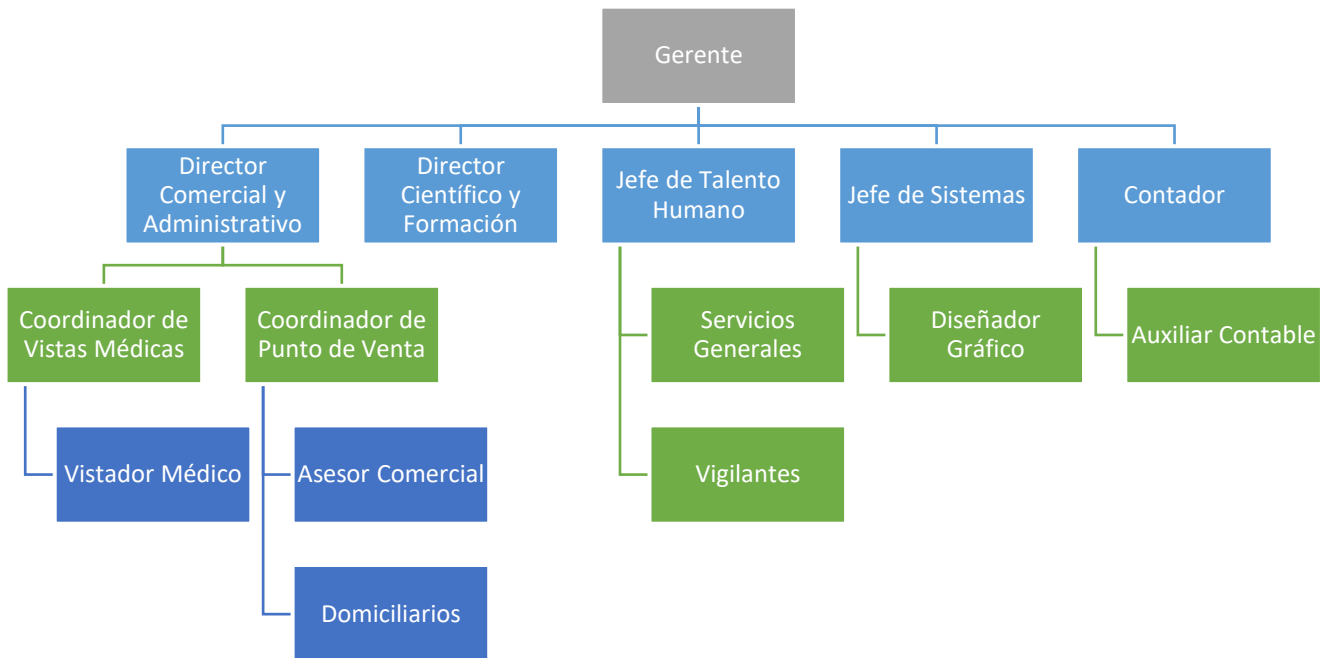 Gerente
Director
Comercial y
Administrativo
Director
Científico y
Formación
Jefe de Talento
Humano
Jefe de Sistemas
Contador
Coordinador de
Vistas Médicas
Coordinador de
Punto de Venta
Servicios
Generales
Diseñador
Gráfico
Auxiliar Contable
Vistador Médico
Asesor Comercial
Vigilantes
Domiciliarios